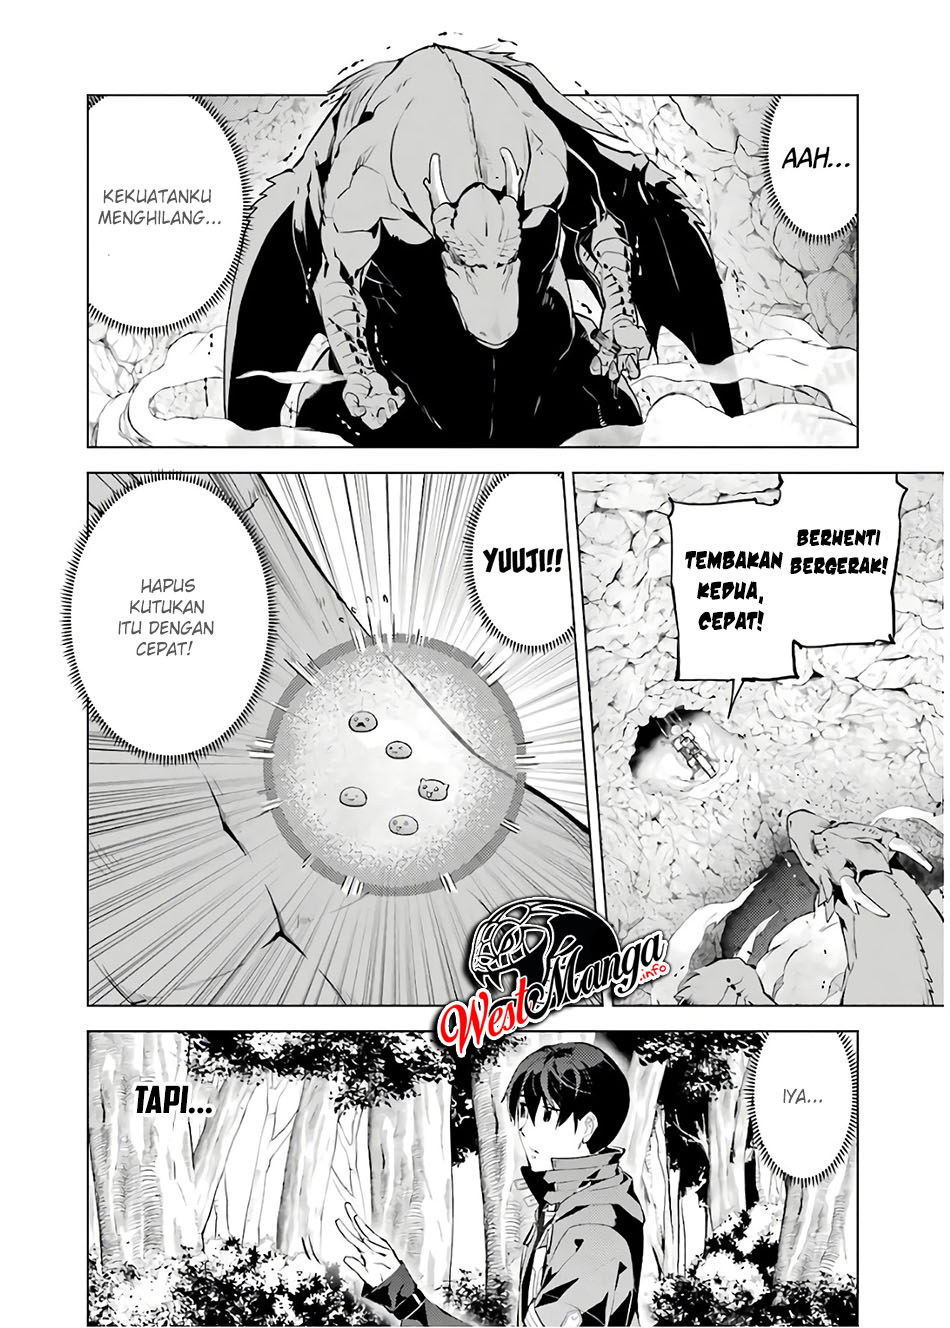 AAH...
KEKUATANKU
MENGHILANG...
BERHENTI
BERGERAK!
TEMBAKAN
KEDUA,
CEPAT!
YUUJI!!
HAPUS
KUTUKAN
ITU DENGAN
CEPAT!
WestManga
.info
IYA...
TAPI...